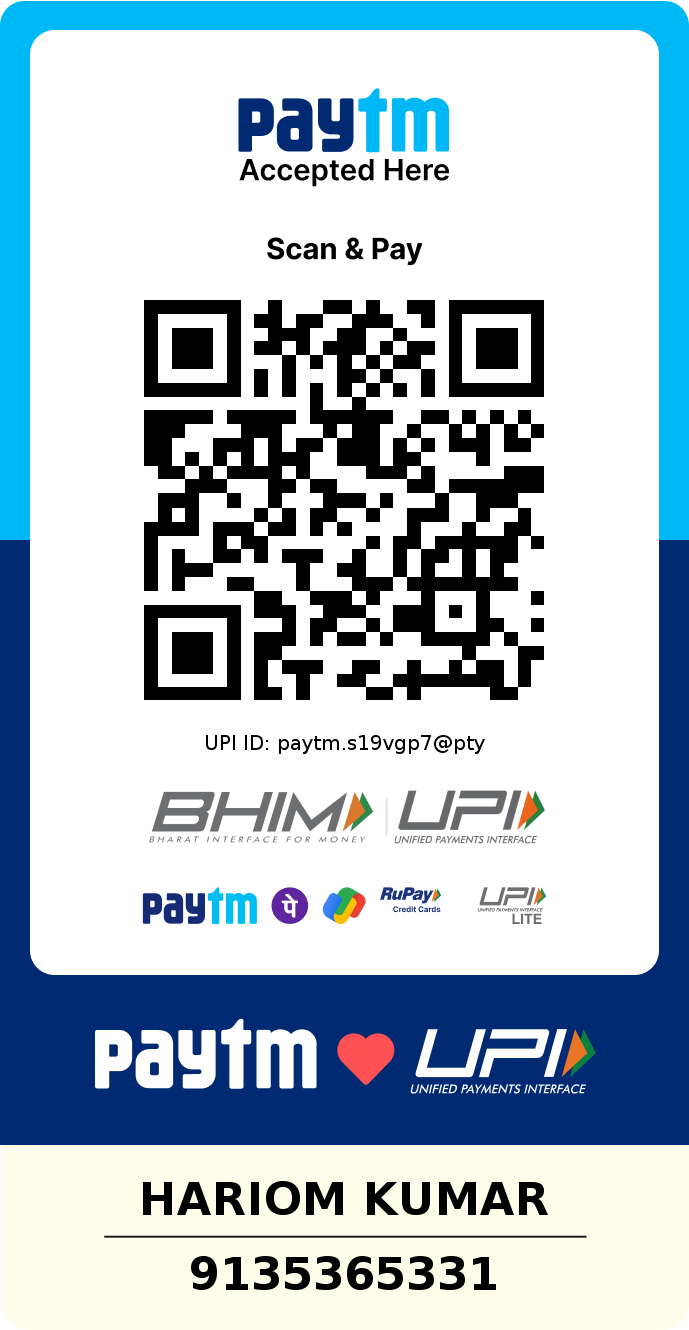 paytm
Accepted Here
Scan & Pay
UPI ID: paytm.s19vgp7@pty
BHIM
BHARAT INTERFACE FOR MONEY
UPI
UNIFIED PAYMENTS INTERFACE
paytm
पे
RuPay
Credit Cards
UPI
UNIFIED PAYMENTS INTERFACE
LITE
paytm
UPI
UNIFIED PAYMENTS INTERFACE
HARIOM KUMAR
9135365331